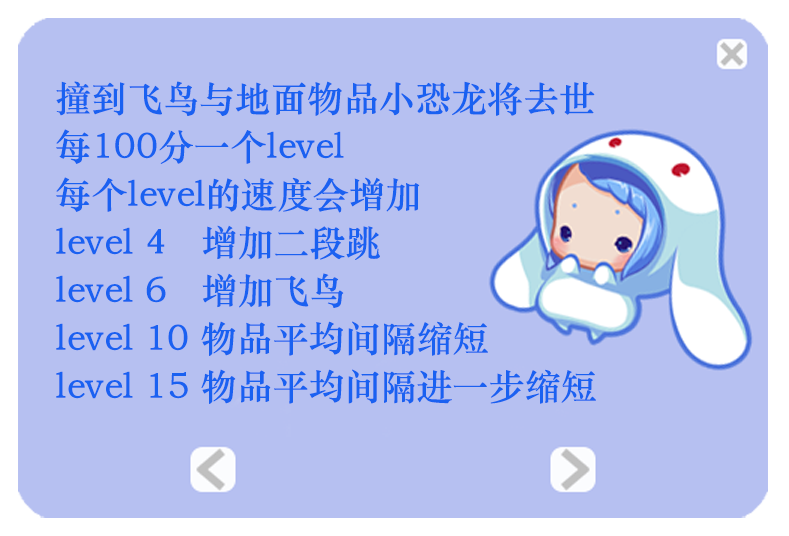 撞到飞鸟与地面物品小恐龙将去世
每100分一个level
每个level的速度会增加
level 4 增加二段跳
level 6 增加飞鸟
level 10 物品平均间隔缩短
level 15 物品平均间隔进一步缩短